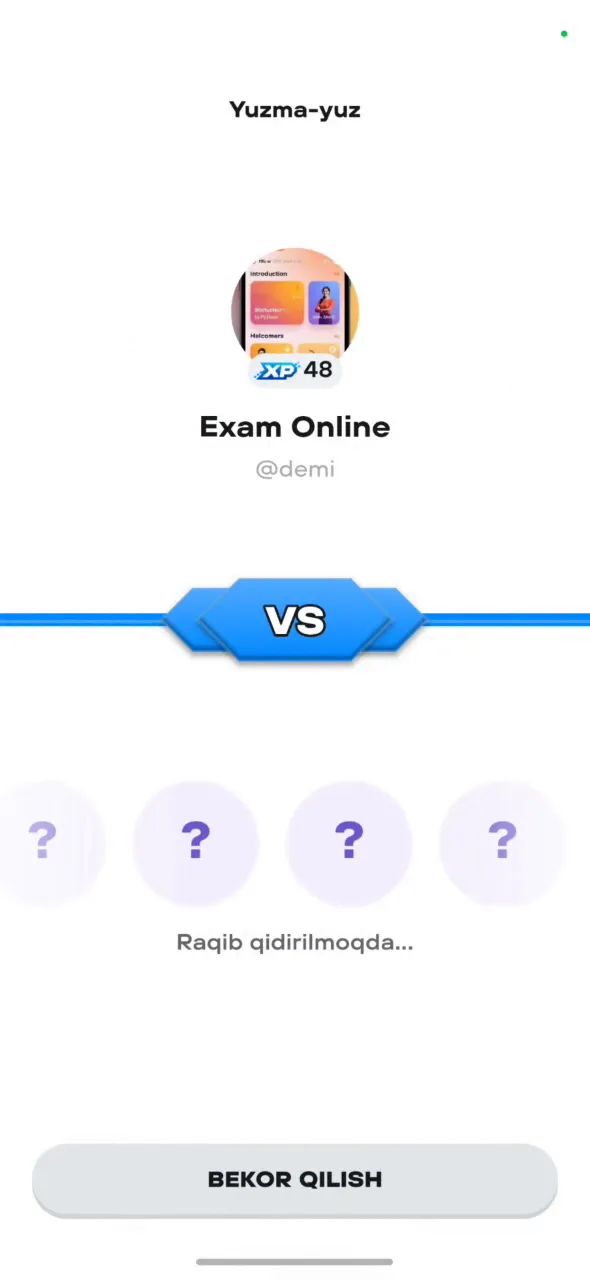 Yuzma-yuz
Introduction
XP 48
Exam Online
@demi
VS
? ? ? ?
Raqib qidirilmoqda...
BEKOR QILISH